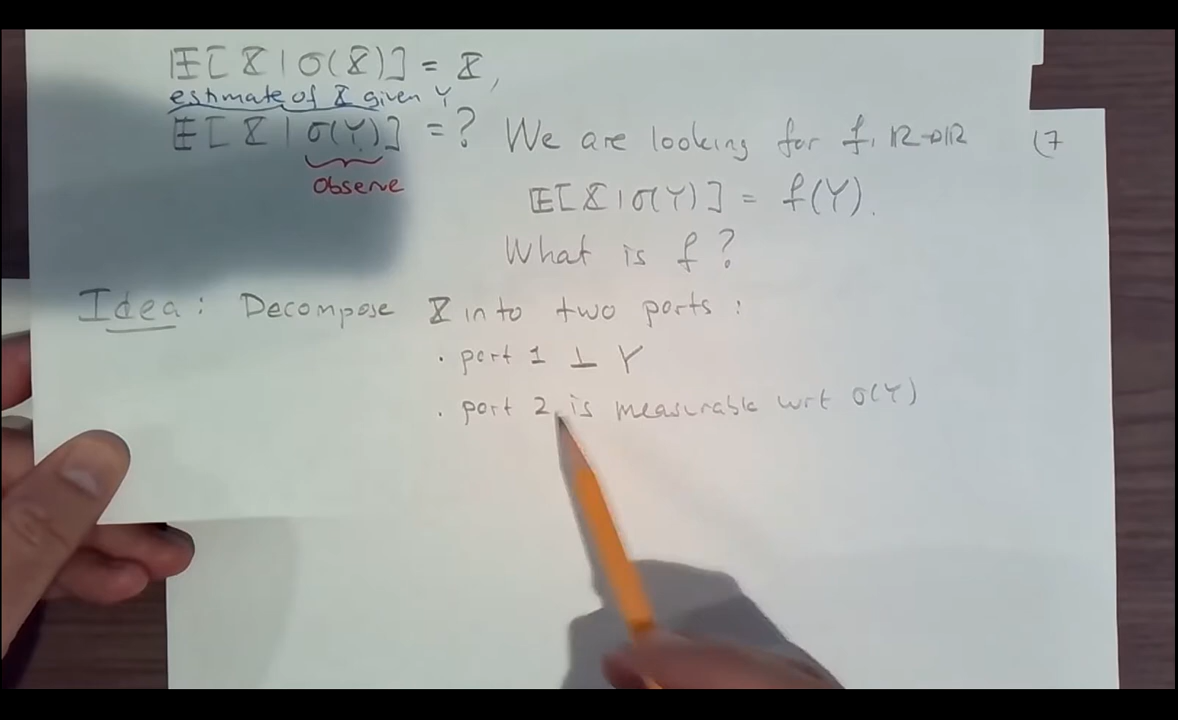 𝔼[X|σ(X)] = X,
estimate of X given Y
𝔼[X|σ(Y)] = ? We are looking for f: ℝ→ℝ (7
observe
𝔼[X|σ(Y)] = f(Y).
What is f?
Idea: Decompose X into two parts:
· part 1 ⊥ Y
· part 2 is measurable wrt σ(Y)